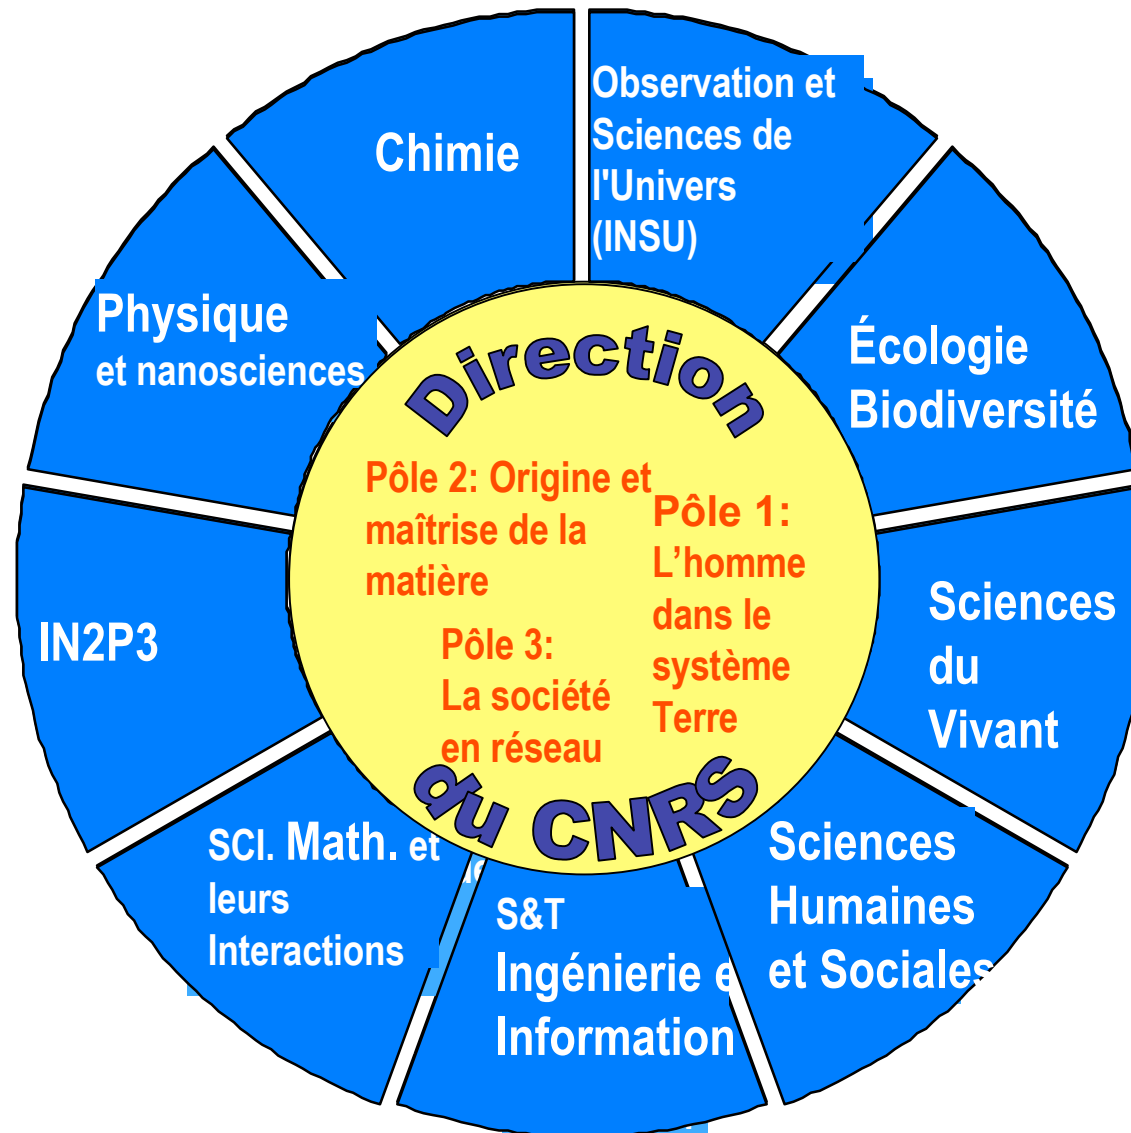 Chimie
Observation et
Sciences de
l'Univers
(INSU)
Physique
et nanosciences
Écologie
Biodiversité
Direction
Pôle 2: Origine et
maîtrise de la
matière
Pôle 1:
L’homme
dans le
système
Terre
Pôle 3:
La société
en réseau
du CNRS
IN2P3
Sciences
du
Vivant
SCI. Math. et
leurs
Interactions
S&T
Ingénierie e
Information
Sciences
Humaines
et Sociales